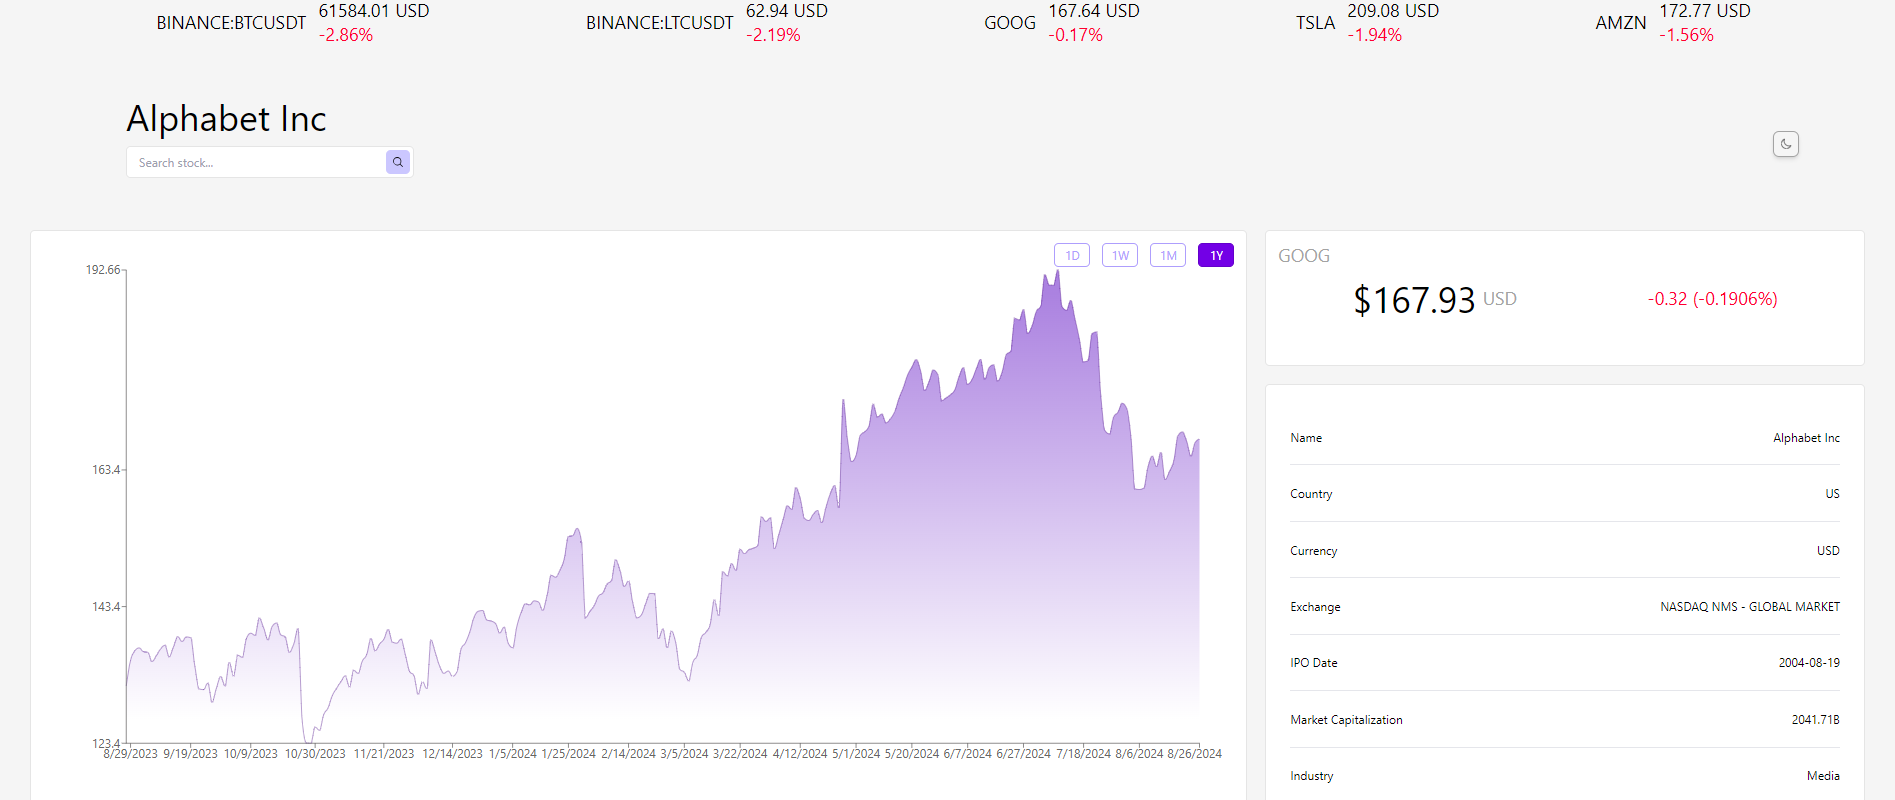 BINANCE:BTCUSDT 61584.01 USD -2.86%
BINANCE:LTCUSDT 62.94 USD -2.19%
GOOG 167.64 USD -0.17%
TSLA 209.08 USD -1.94%
AMZN 172.77 USD -1.56%
Alphabet Inc
Search stock...
1D 1W 1M 1Y
192.66
163.4
143.4
123.4
8/29/2023 9/19/2023 10/9/2023 10/30/2023 11/21/2023 12/14/2023 1/5/2024 1/25/2024 2/14/2024 3/5/2024 3/22/2024 4/12/2024 5/1/2024 5/20/2024 6/7/2024 6/27/2024 7/18/2024 8/6/2024 8/26/2024
GOOG
$167.93 USD -0.32 (-0.1906%)
Name Alphabet Inc
Country US
Currency USD
Exchange NASDAQ NMS - GLOBAL MARKET
IPO Date 2004-08-19
Market Capitalization 2041.71B
Industry Media